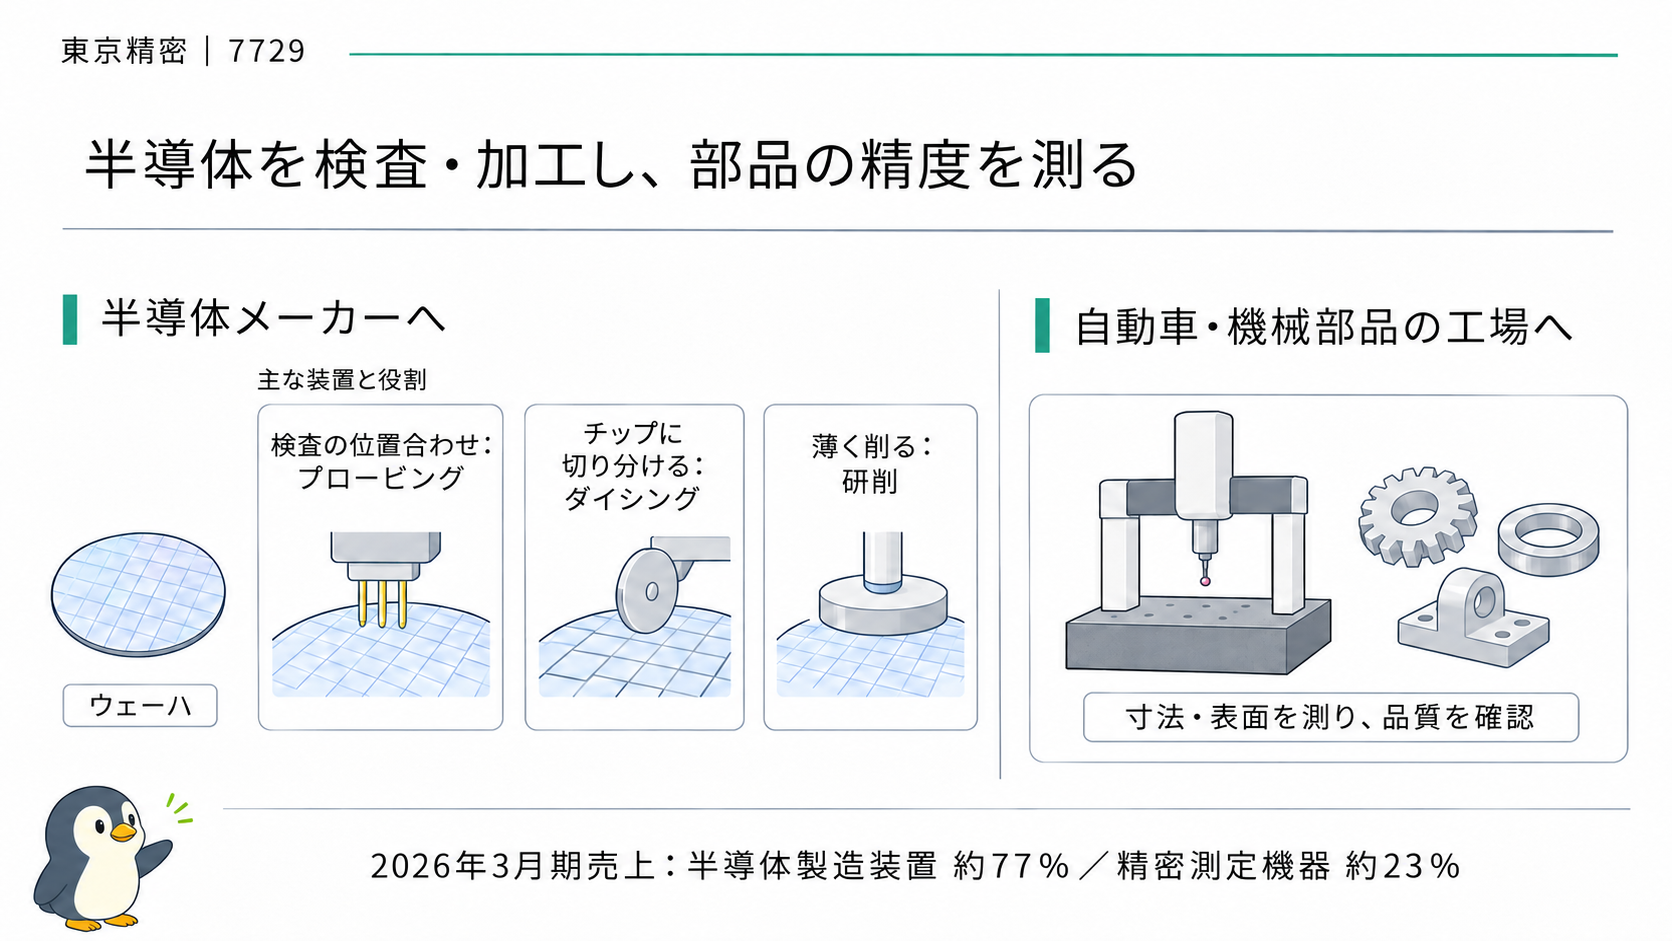 東京精密｜7729
半導体を検査・加工し、部品の精度を測る
半導体メーカーへ
主な装置と役割
検査の位置合わせ：
プロービング
チップに
切り分ける：
ダイシング
薄く削る：
研削
ウェーハ
自動車・機械部品の工場へ
寸法・表面を測り、品質を確認
2026年3月期売上：半導体製造装置 約77％／精密測定機器 約23％